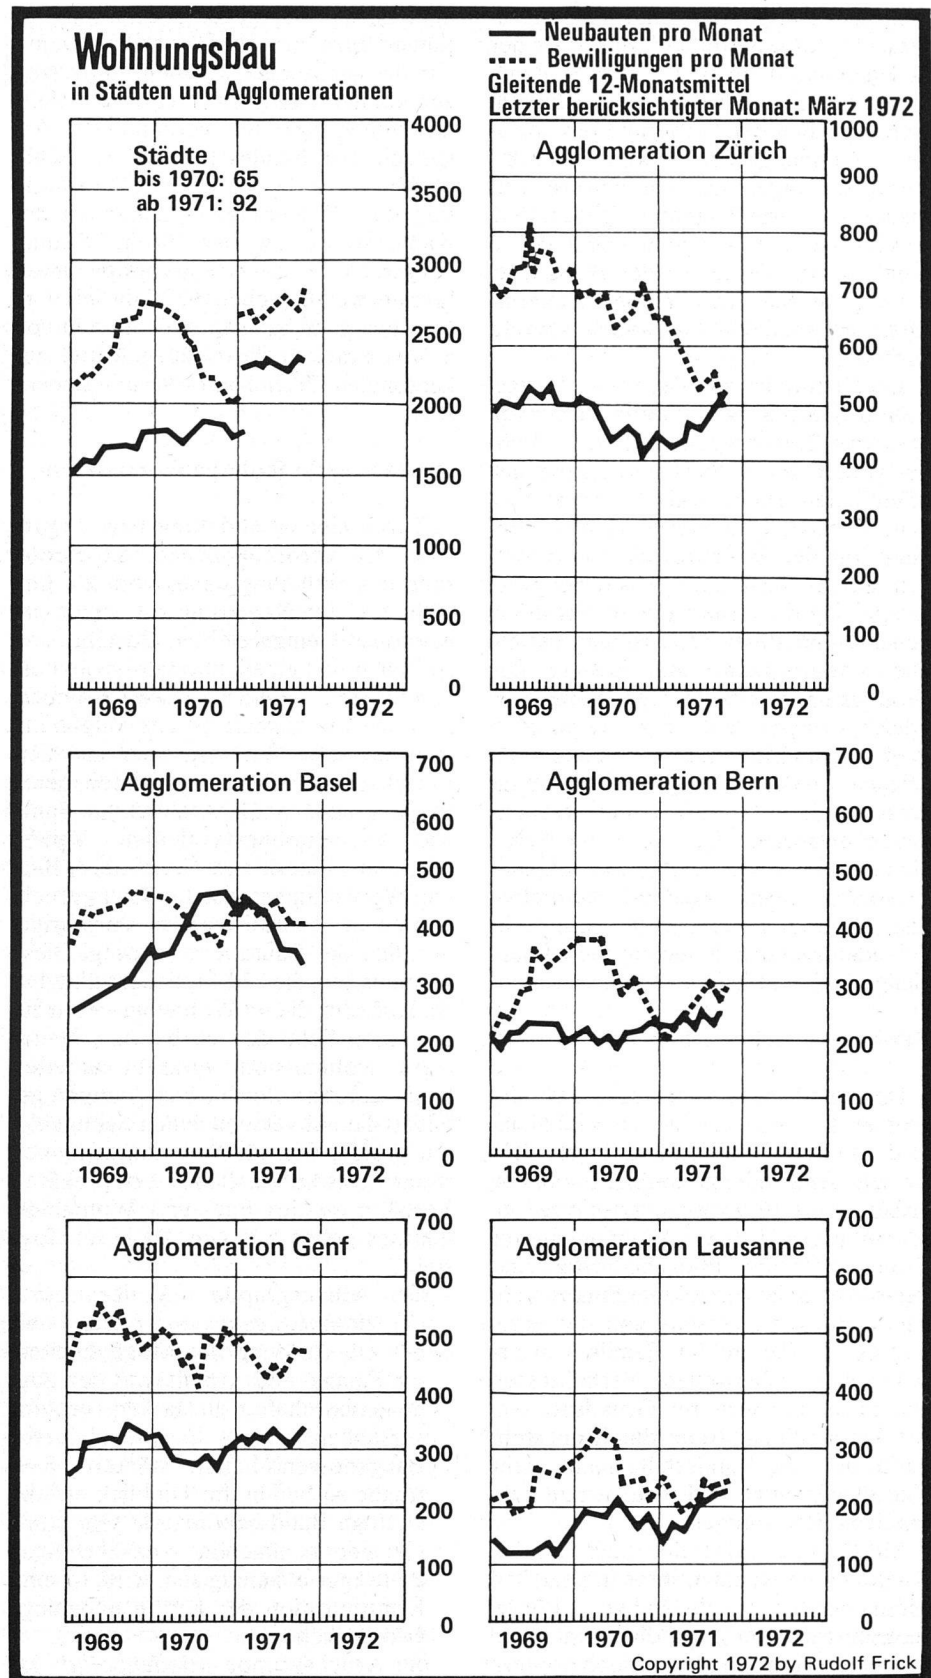 Wohnungsbau
in Städten und Agglomerationen
Neubauten pro Monat
Bewilligungen pro Monat
Gleitende 12-Monatsmittel
Letzter berücksichtigter Monat: März 1972
Städte
bis 1970: 65
ab 1971: 92
4000
3500
3000
2500
2000
1500
1000
500
0
1969 1970 1971 1972
Agglomeration Zürich
1000
900
800
700
600
500
400
300
200
100
0
1969 1970 1971 1972
Agglomeration Basel
700
600
500
400
300
200
100
0
1969 1970 1971 1972
Agglomeration Bern
700
600
500
400
300
200
100
0
1969 1970 1971 1972
Agglomeration Genf
700
600
500
400
300
200
100
0
1969 1970 1971 1972
Agglomeration Lausanne
700
600
500
400
300
200
100
0
1969 1970 1971 1972
Copyright 1972 by Rudolf Frick